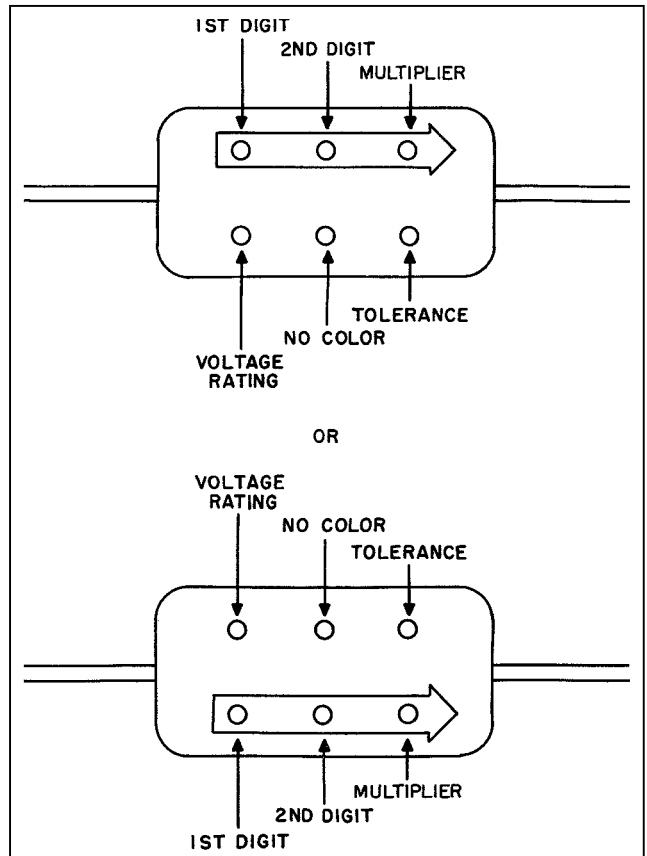 1ST DIGIT
2ND DIGIT
MULTIPLIER
TOLERANCE
NO COLOR
VOLTAGE
RATING
OR
VOLTAGE
RATING
NO COLOR
TOLERANCE
MULTIPLIER
2ND DIGIT
1ST DIGIT